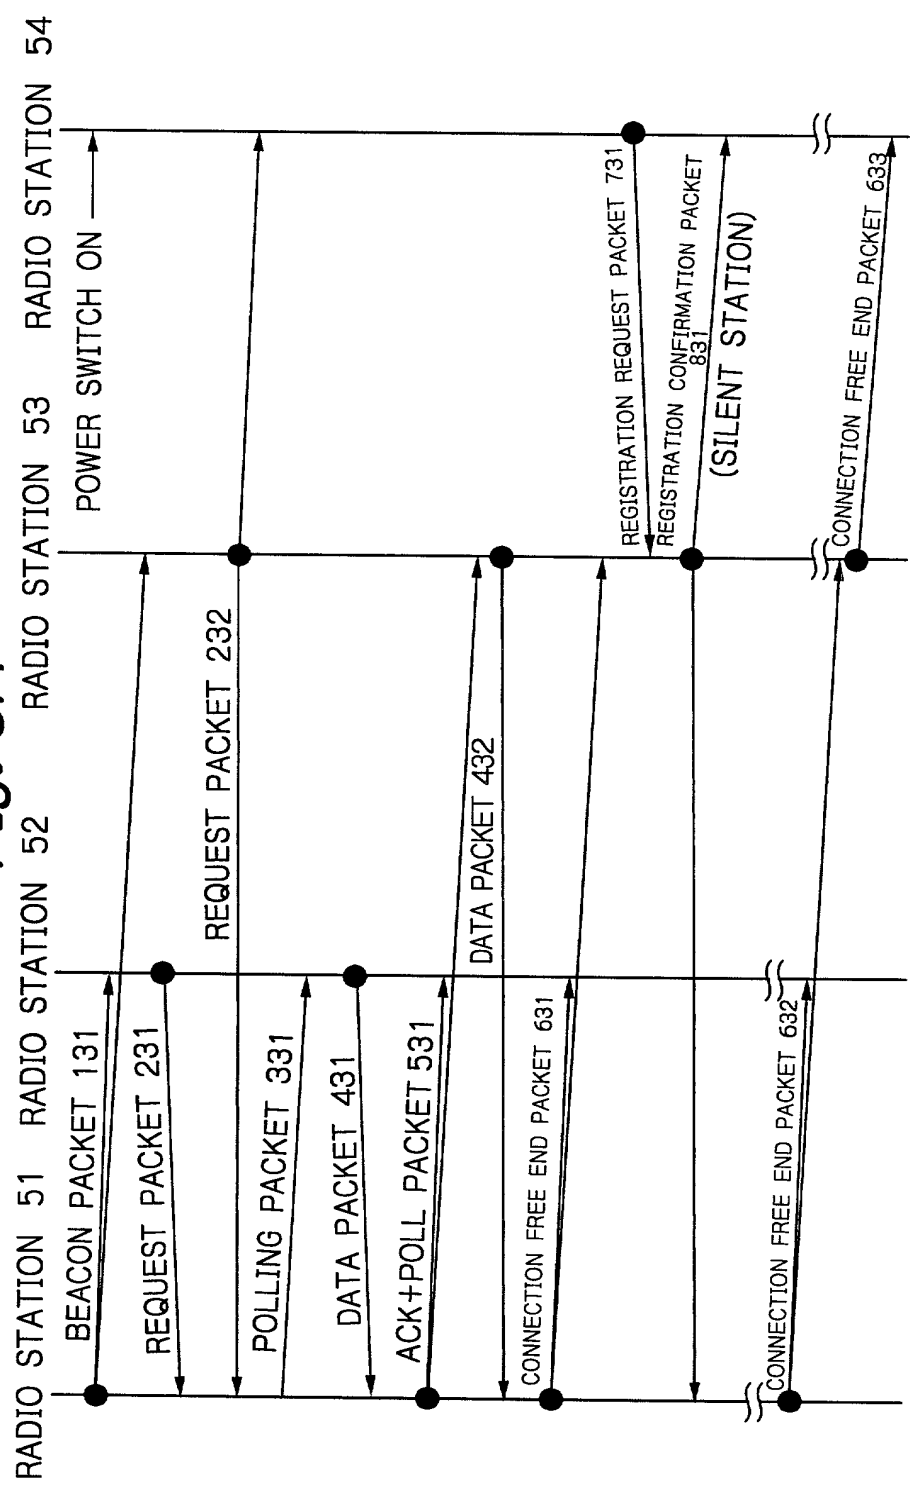 RADIO STATION 51
RADIO STATION 52
RADIO STATION 53
RADIO STATION 54
BEACON PACKET 131
POWER SWITCH ON
REQUEST PACKET 231
REQUEST PACKET 232
POLLING PACKET 331
DATA PACKET 431
ACK+POLL PACKET 531
DATA PACKET 432
CONNECTION FREE END PACKET 631
REGISTRATION REQUEST PACKET 731
REGISTRATION CONFIRMATION PACKET
831
(SILENT STATION)
CONNECTION FREE END PACKET 632
CONNECTION FREE END PACKET 633